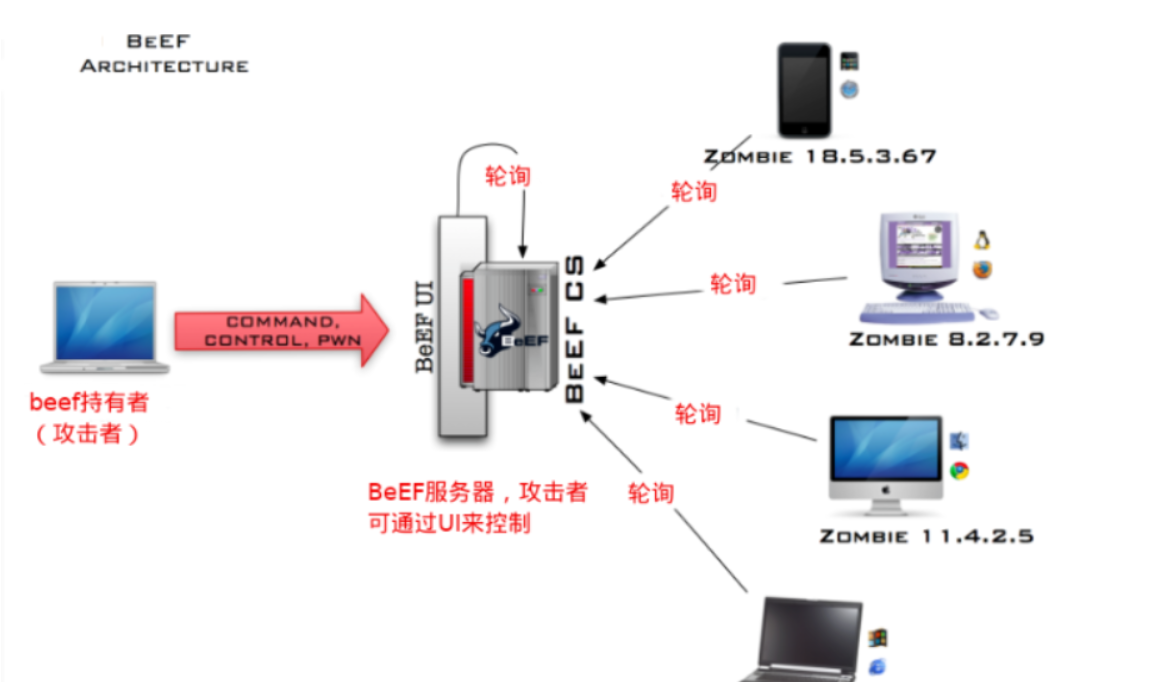 BeEF
Architecture
轮询
Zombie 18.5.3.67
轮询
轮询
Zombie 8.2.7.9
BeEF UI
BeEF CS
Command,
Control, Pwn
BeEF
beef持有者
（攻击者）
轮询
Zombie 11.4.2.5
BeEF服务器，攻击者
可通过UI来控制
轮询